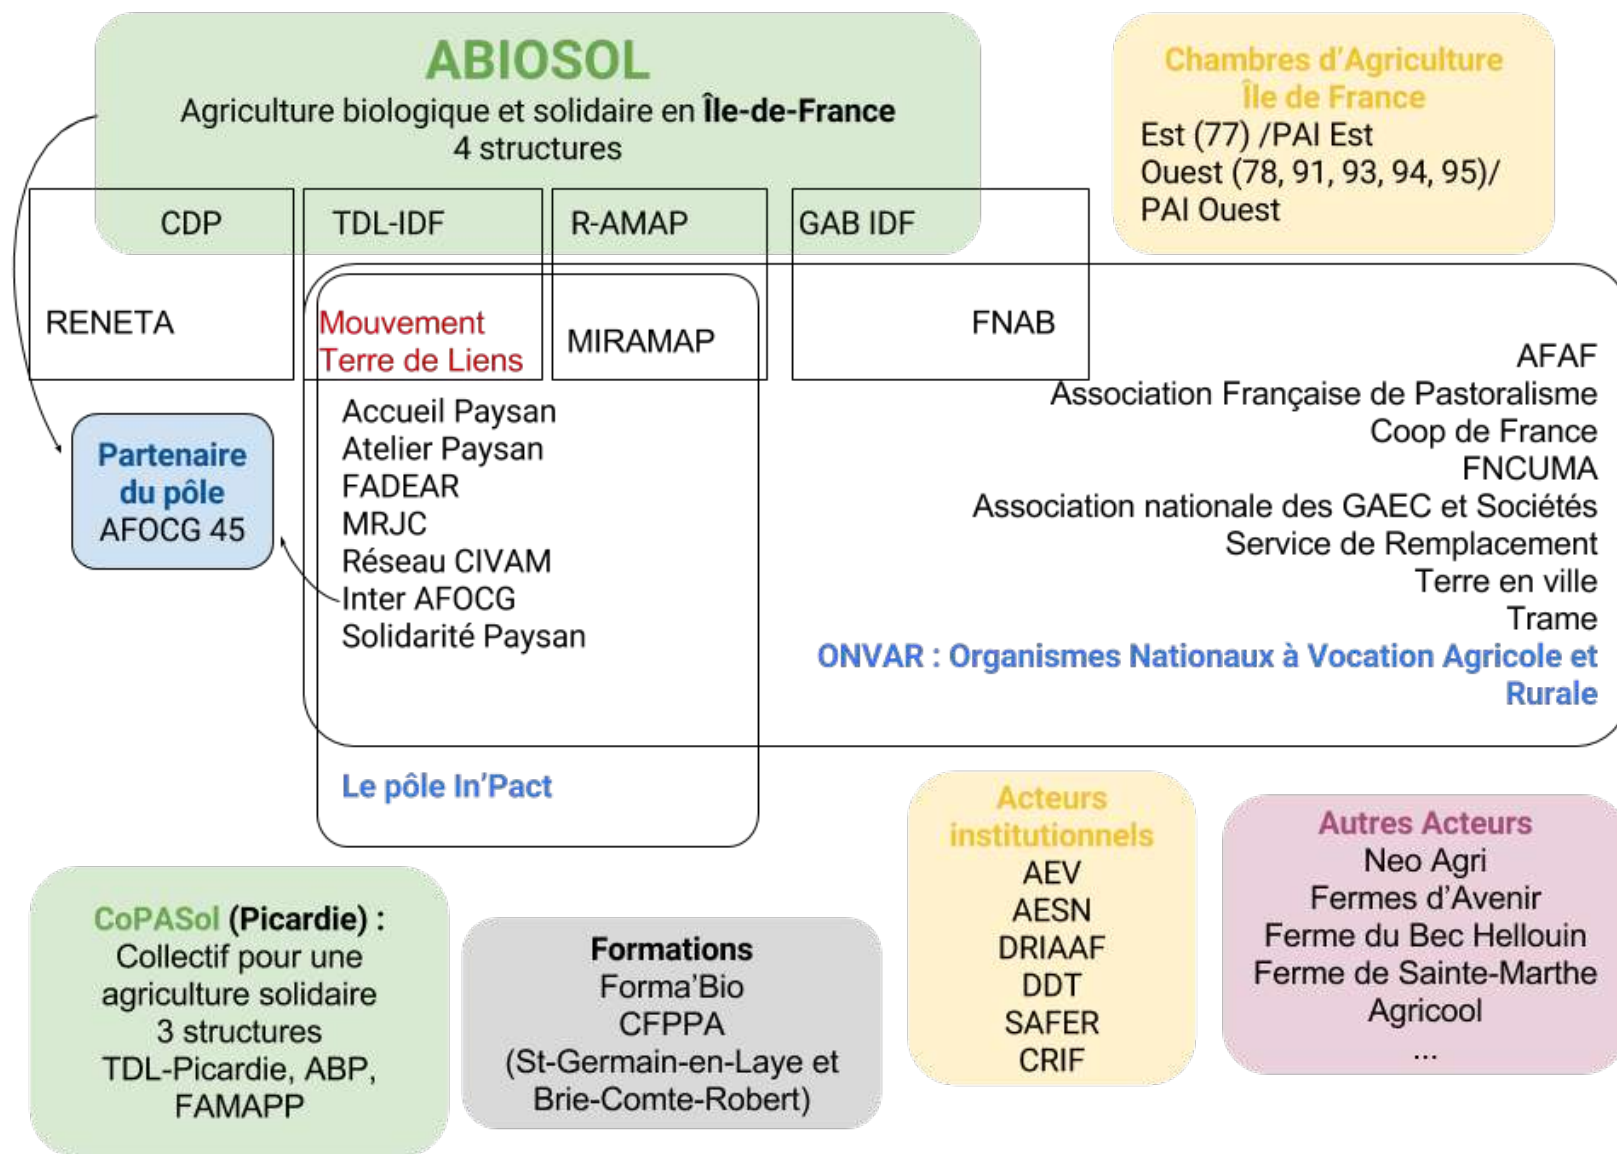 ABIOSOL
Agriculture biologique et solidaire en Île-de-France
4 structures
Chambres d'Agriculture
Île de France
Est (77) /PAI Est
Ouest (78, 91, 93, 94, 95)/
PAI Ouest
CDP
TDL-IDF
R-AMAP
GAB IDF
RENETA
Mouvement
Terre de Liens
MIRAMAP
FNAB
Partenaire
du pôle
AFOCG 45
Accueil Paysan
Atelier Paysan
FADEAR
MRJC
Réseau CIVAM
Inter AFOCG
Solidarité Paysan
Le pôle In'Pact
AFAF
Association Française de Pastoralisme
Coop de France
FNCUMA
Association nationale des GAEC et Sociétés
Service de Remplacement
Terre en ville
Trame
ONVAR : Organismes Nationaux à Vocation Agricole et
Rurale
CoPASol (Picardie) :
Collectif pour une
agriculture solidaire
3 structures
TDL-Picardie, ABP,
FAMAPP
Formations
Forma'Bio
CFPPA
(St-Germain-en-Laye et
Brie-Comte-Robert)
Acteurs
institutionnels
AEV
AESN
DRIAAF
DDT
SAFER
CRIF
Autres Acteurs
Neo Agri
Fermes d'Avenir
Ferme du Bec Hellouin
Ferme de Sainte-Marthe
Agricool
...